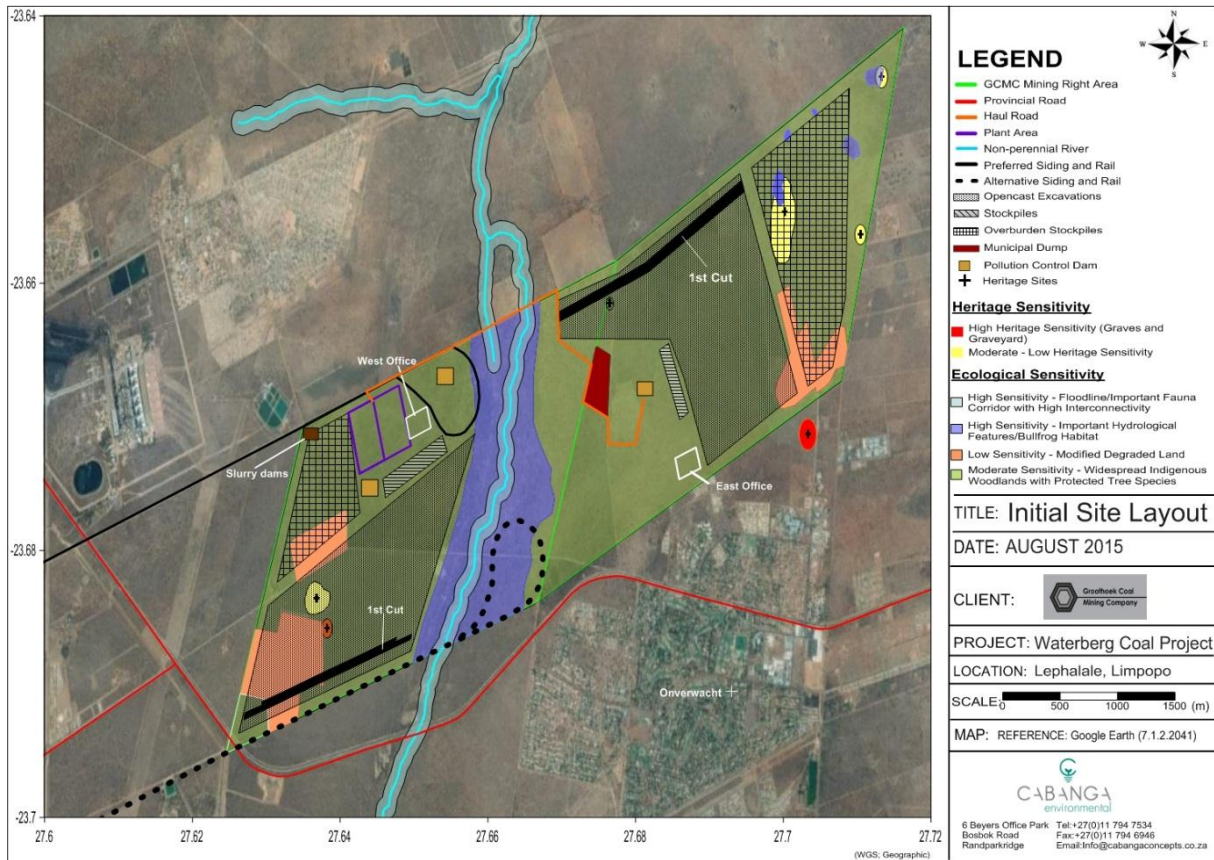 -23.64
-23.66
-23.68
-23.7
27.6
27.62
27.64
27.66
27.68
27.7
27.72
(WGS; Geographic)
1st Cut
West Office
Slurry dams
East Office
1st Cut
Onverwacht
N
W
E
S
LEGEND
GCMC Mining Right Area
Provincial Road
Haul Road
Plant Area
Non-perennial River
Preferred Siding and Rail
Alternative Siding and Rail
Opencast Excavations
Stockpiles
Overburden Stockpiles
Municipal Dump
Pollution Control Dam
Heritage Sites
Heritage Sensitivity
High Heritage Sensitivity (Graves and
Graveyard)
Moderate - Low Heritage Sensitivity
Ecological Sensitivity
High Sensitivity - Floodline/Important Fauna
Corridor with High Interconnectivity
High Sensitivity - Important Hydrological
Features/Bullfrog Habitat
Low Sensitivity - Modified Degraded Land
Moderate Sensitivity - Widespread Indigenous
Woodlands with Protected Tree Species
TITLE: Initial Site Layout
DATE: AUGUST 2015
CLIENT:
Groothoek Coal
Mining Company
PROJECT: Waterberg Coal Project
LOCATION: Lephalale, Limpopo
SCALE 0 500 1000 1500 (m)
MAP: REFERENCE: Google Earth (7.1.2.2041)
CABANGA
environmental
6 Beyers Office Park Tel:+27(0)11 794 7534
Bosbok Road Fax:+27(0)11 794 6946
Randparkridge Email:Info@cabangaconcepts.co.za